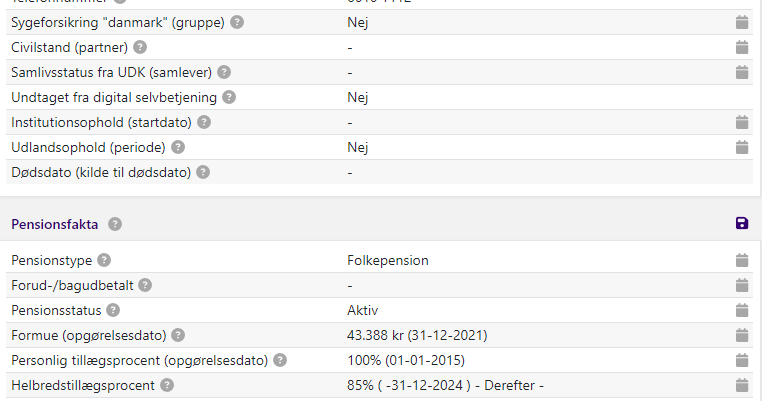 Sygeforsikring "danmark" (gruppe) ? Nej
Civilstand (partner) ? -
Samlivsstatus fra UDK (samlever) ? -
Undtaget fra digital selvbetjening ? Nej
Institutionsophold (startdato) ? -
Udlandsophold (periode) ? Nej
Dødsdato (kilde til dødsdato) ? -
Pensionsfakta ?
Pensionstype ? Folkepension
Forud-/bagudbetalt ? -
Pensionsstatus ? Aktiv
Formue (opgørelsesdato) ? 43.388 kr (31-12-2021)
Personlig tillægsprocent (opgørelsesdato) ? 100% (01-01-2015)
Helbredstillægsprocent ? 85% ( -31-12-2024 ) - Derefter -